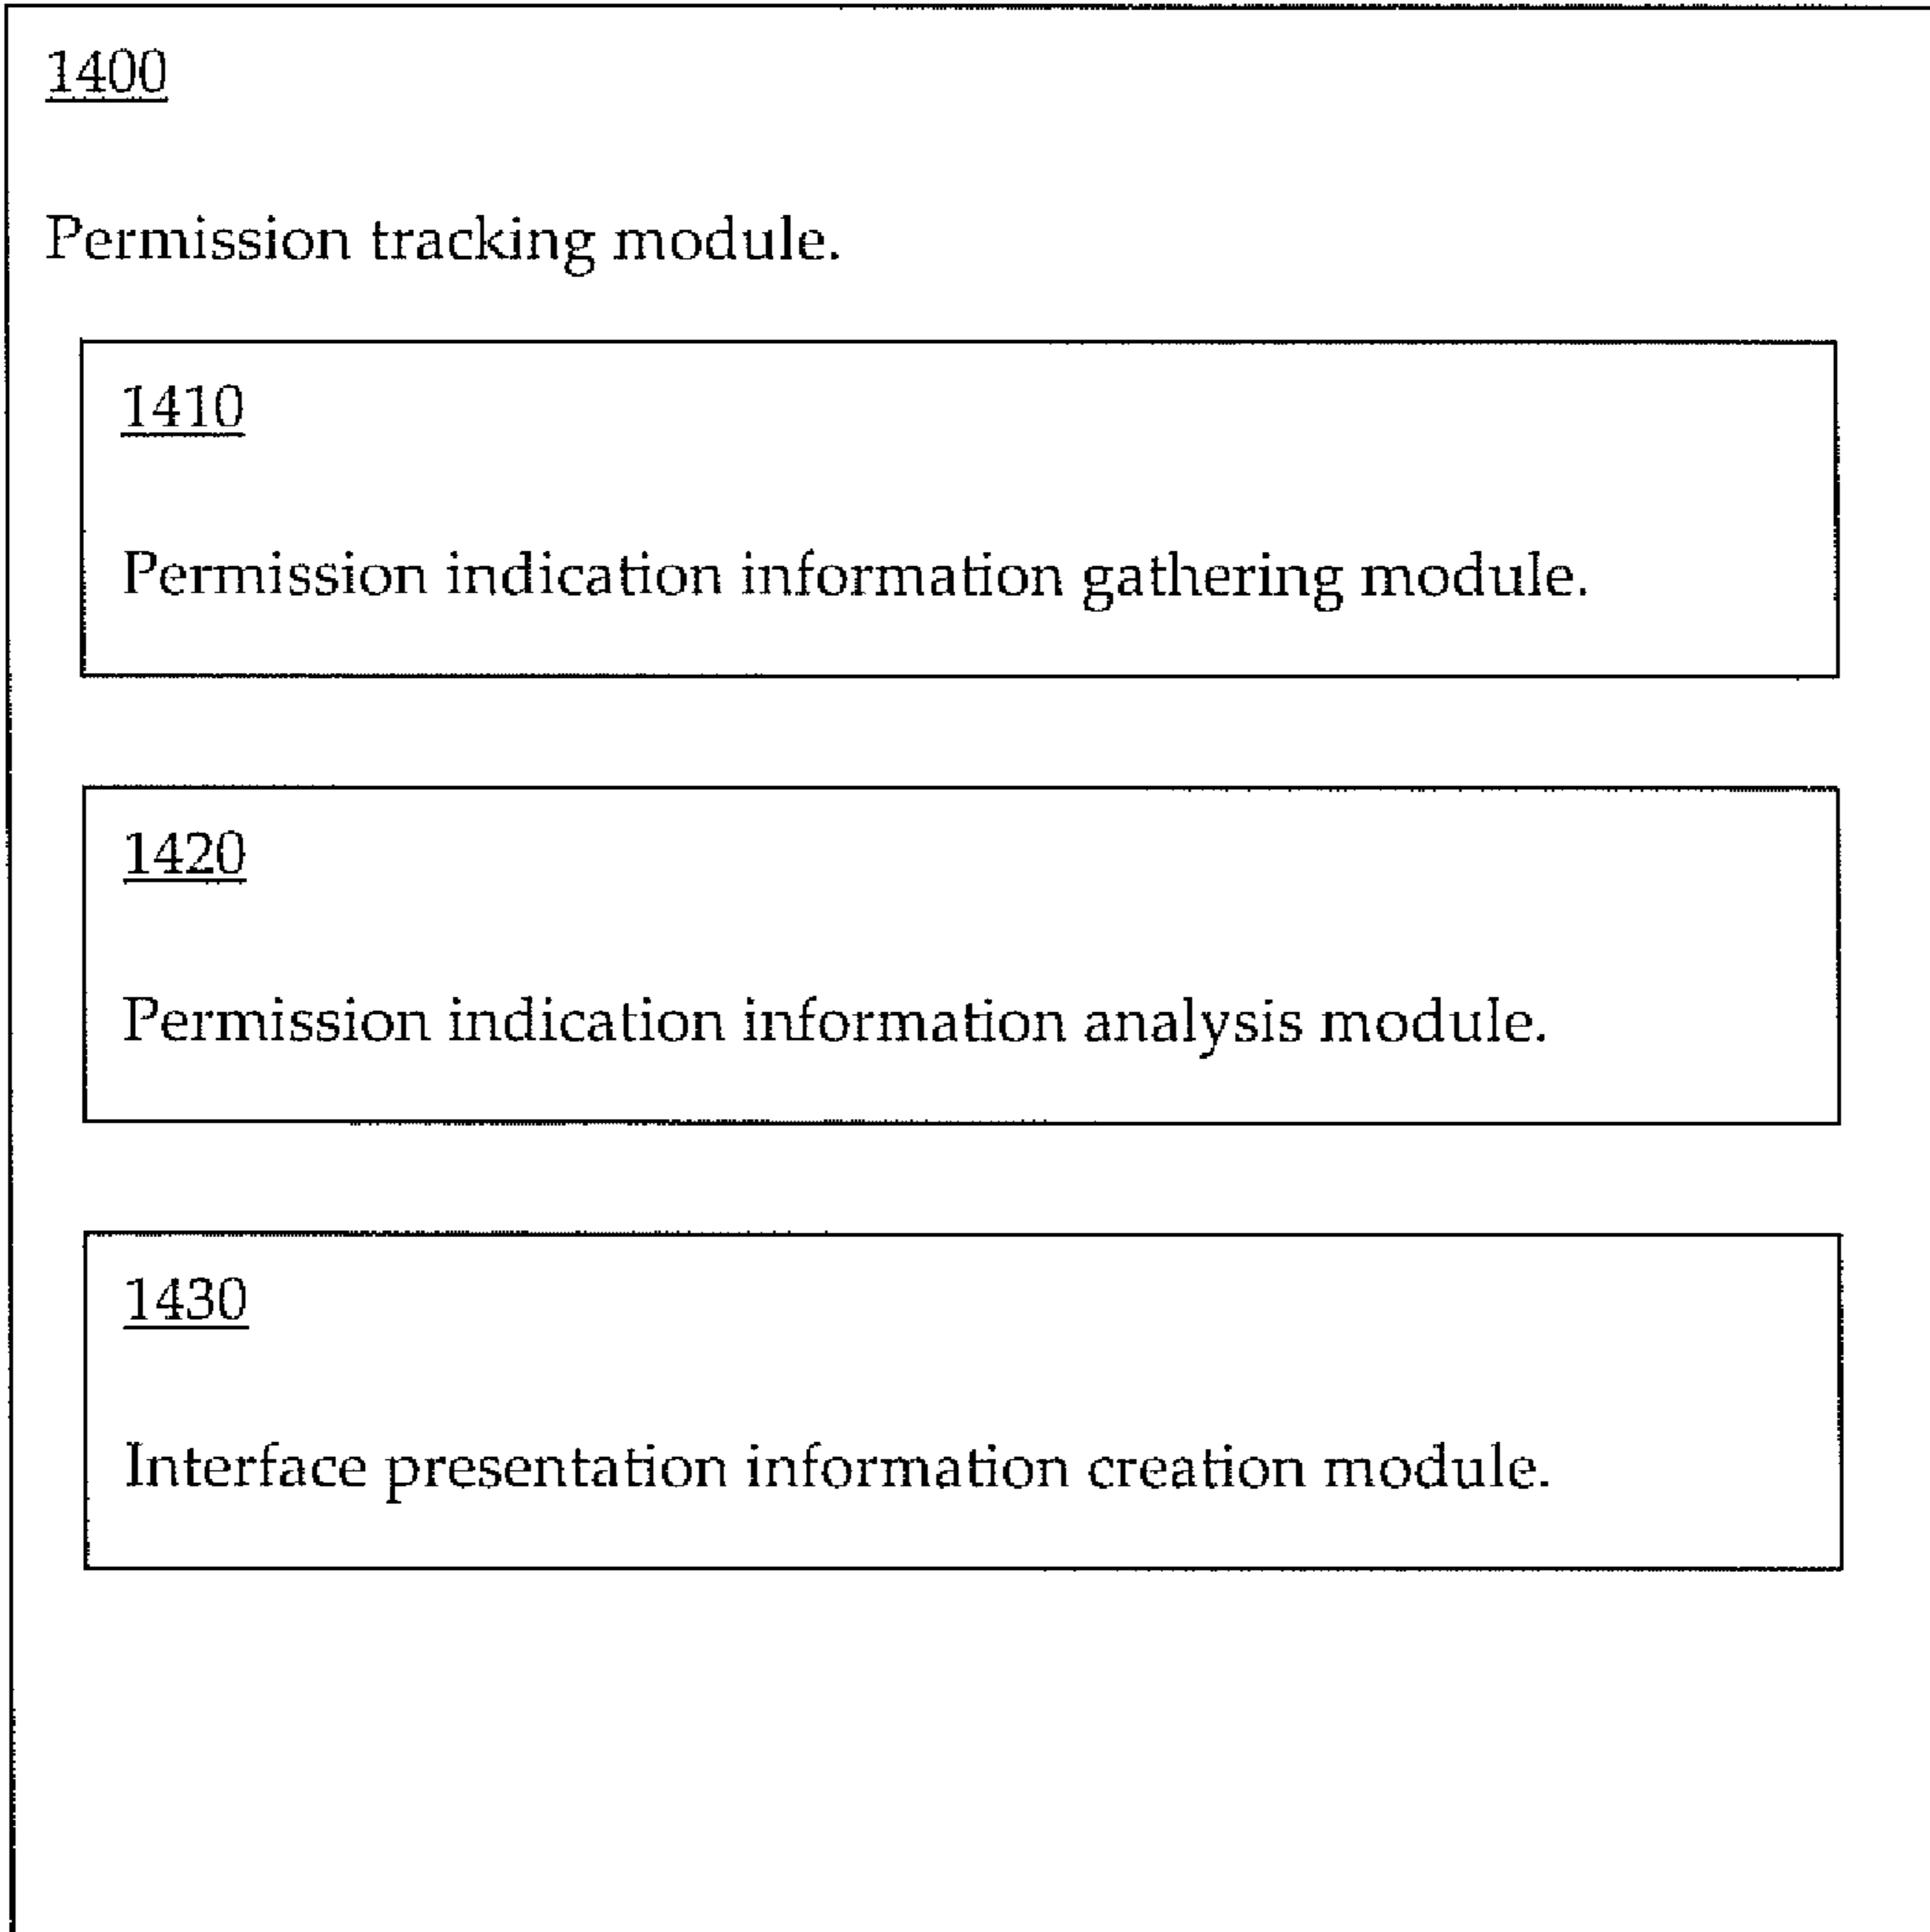 1400
Permission tracking module.
1410
Permission indication information gathering module.
1420
Permission indication information analysis module.
1430
Interface presentation information creation module.